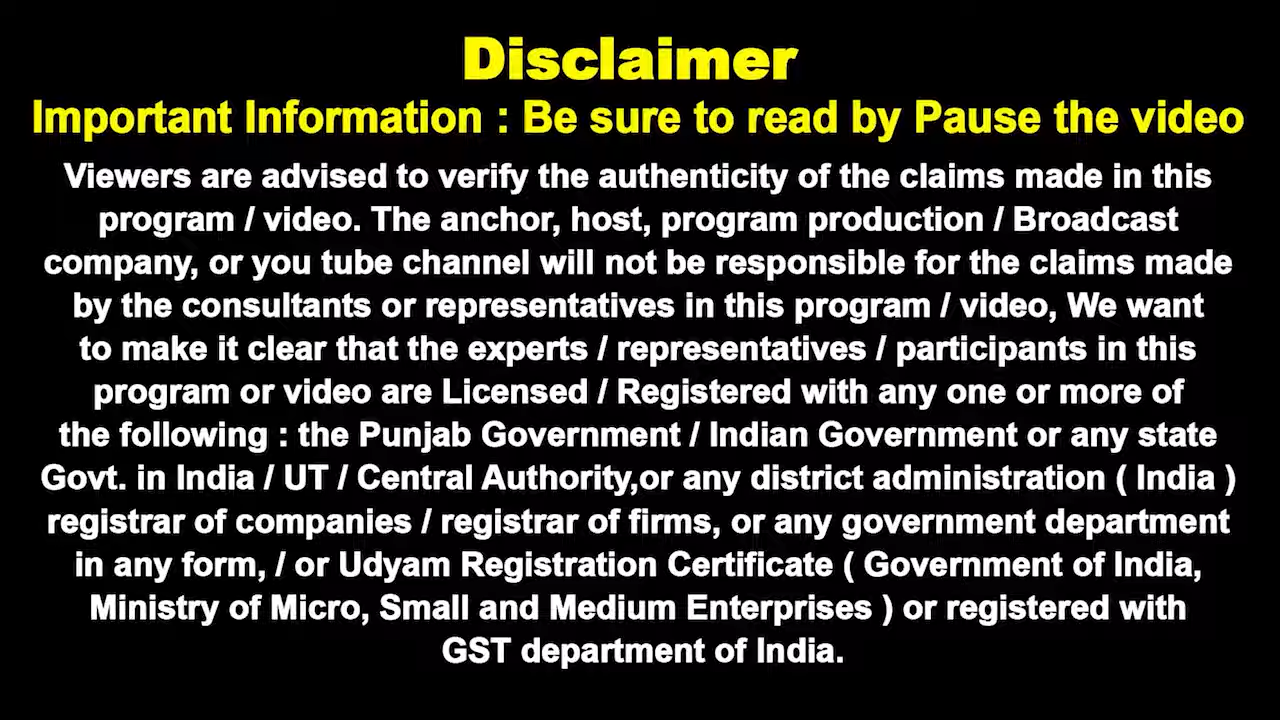 Disclaimer
Important Information : Be sure to read by Pause the video
Viewers are advised to verify the authenticity of the claims made in this
program / video. The anchor, host, program production / Broadcast
company, or you tube channel will not be responsible for the claims made
by the consultants or representatives in this program / video, We want
to make it clear that the experts / representatives / participants in this
program or video are Licensed / Registered with any one or more of
the following : the Punjab Government / Indian Government or any state
Govt. in India / UT / Central Authority,or any district administration ( India )
registrar of companies / registrar of firms, or any government department
in any form, / or Udyam Registration Certificate ( Government of India,
Ministry of Micro, Small and Medium Enterprises ) or registered with
GST department of India.